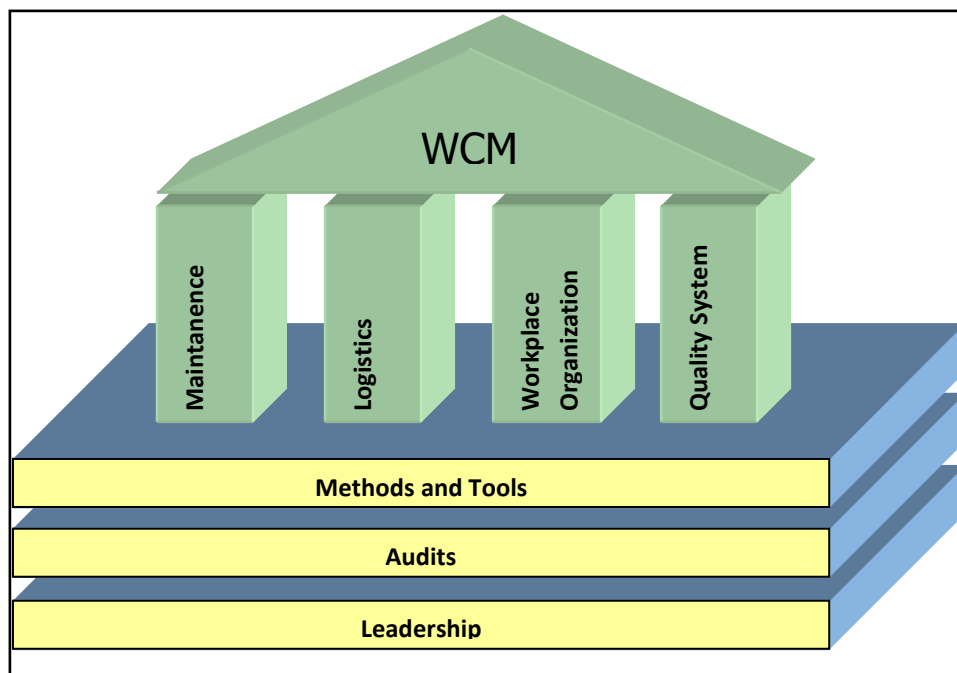 WCM
Maintanence
Logistics
Workplace
Organization
Quality System
Methods and Tools
Audits
Leadership